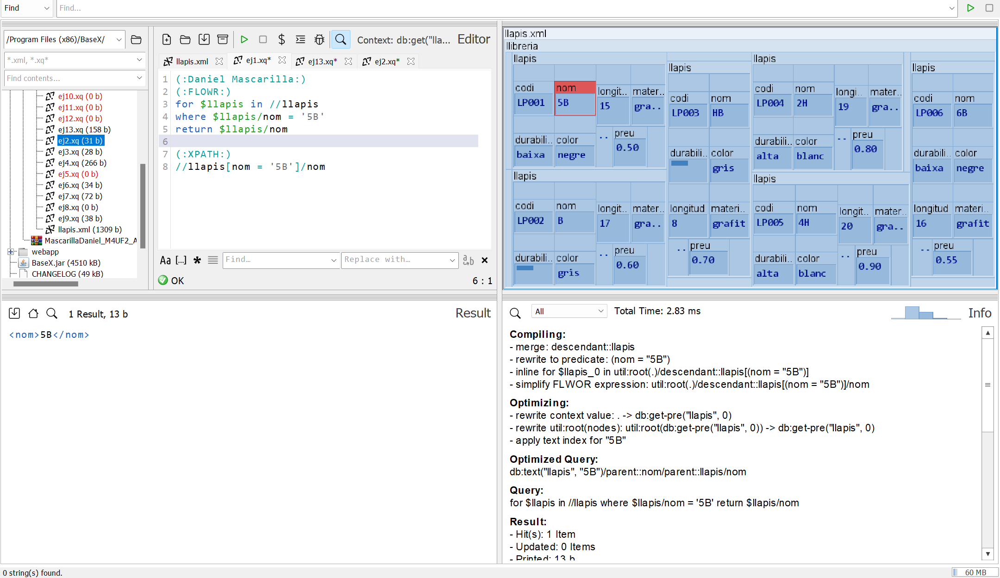 Find
Find...
/Program Files (x86)/BaseX/
*.xml, *.xq*
Find contents...
ej10.xq (0 b)
ej11.xq (0 b)
ej12.xq (0 b)
ej13.xq (158 b)
ej2.xq (31 b)
ej3.xq (28 b)
ej4.xq (266 b)
ej5.xq (0 b)
ej6.xq (34 b)
ej7.xq (72 b)
ej8.xq (0 b)
ej9.xq (38 b)
llapis.xml (1309 b)
MascarillaDaniel_M4UF2_A
webapp
BaseX.jar (4510 kB)
CHANGELOG (49 kB)
Context: db:get("lla...
Editor
llapis.xml
ej1.xq*
ej13.xq*
ej2.xq*
1 (:Daniel Mascarilla:)
2 (:FLOWR:)
3 for $llapis in //llapis
4 where $llapis/nom = '5B'
5 return $llapis/nom
6
7 (:XPATH:)
8 //llapis[nom = '5B']/nom
Aa [...] *
Find...
Replace with...
OK
6 : 1
llapis.xml
llibreria
llapis
codi
LP001
nom
5B
longit..
15
mater..
gra..
durabili..
baixa
color
negre
..
preu
0.50
llapis
codi
LP002
nom
B
longit..
17
mater..
gra..
durabili..
color
gris
..
preu
0.60
llapis
codi
LP003
nom
HB
durabili..
color
gris
longitud
8
materi..
grafit
..
preu
0.70
llapis
codi
LP004
nom
2H
longi..
19
mater..
gra..
durabili..
alta
color
blanc
..
preu
0.80
llapis
codi
LP005
nom
4H
longit..
20
mater..
gra..
durabili..
alta
color
blanc
..
preu
0.90
llapis
codi
LP006
nom
6B
durabili..
baixa
color
negre
longitud
16
materi..
grafit
..
preu
0.55
1 Result, 13 b
Result
<nom>5B</nom>
All
Total Time: 2.83 ms
Info
Compiling:
- merge: descendant::llapis
- rewrite to predicate: (nom = "5B")
- inline for $llapis_0 in util:root(.)/descendant::llapis[(nom = "5B")]
- simplify FLWOR expression: util:root(.)/descendant::llapis[(nom = "5B")]/nom
Optimizing:
- rewrite context value: . -> db:get-pre("llapis", 0)
- rewrite util:root(nodes): util:root(db:get-pre("llapis", 0)) -> db:get-pre("llapis", 0)
- apply text index for "5B"
Optimized Query:
db:text("llapis", "5B")/parent::nom/parent::llapis/nom
Query:
for $llapis in //llapis where $llapis/nom = '5B' return $llapis/nom
Result:
- Hit(s): 1 Item
- Updated: 0 Items
- Printed: 13 b
0 string(s) found.
60 MB